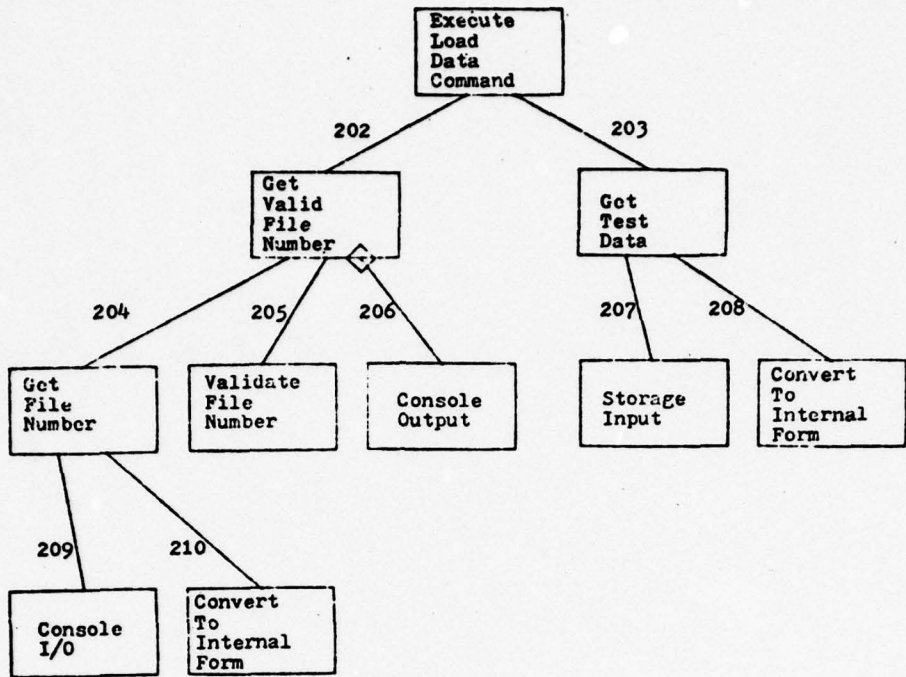 Execute
Load
Data
Command
202
203
Get
Valid
File
Number
Get
Test
Data
204
205
206
207
208
Get
File
Number
Validate
File
Number
Console
Output
Storage
Input
Convert
To
Internal
Form
209
210
Console
I/O
Convert
To
Internal
Form